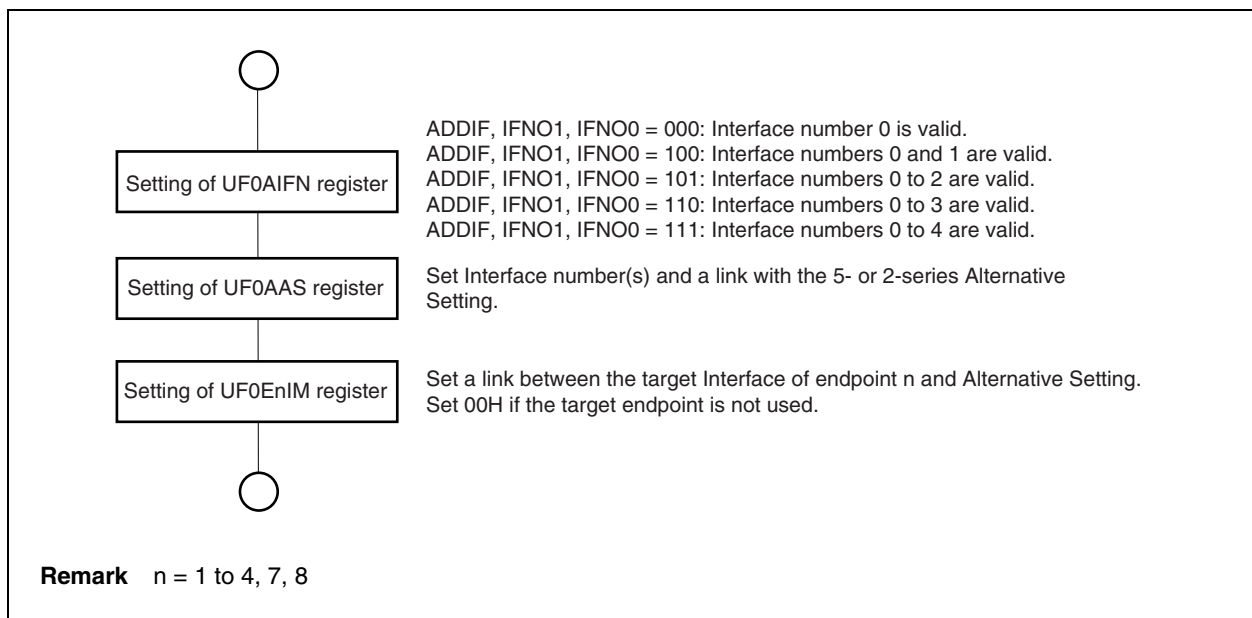 ADDIF, IFNO1, IFNO0 = 000: Interface number 0 is valid.
ADDIF, IFNO1, IFNO0 = 100: Interface numbers 0 and 1 are valid.
Setting of UF0AIFN register
ADDIF, IFNO1, IFNO0 = 101: Interface numbers 0 to 2 are valid.
ADDIF, IFNO1, IFNO0 = 110: Interface numbers 0 to 3 are valid.
ADDIF, IFNO1, IFNO0 = 111: Interface numbers 0 to 4 are valid.
Setting of UF0AAS register
Set Interface number(s) and a link with the 5- or 2-series Alternative
Setting.
Setting of UF0EnIM register
Set a link between the target Interface of endpoint n and Alternative Setting.
Set 00H if the target endpoint is not used.
Remark n = 1 to 4, 7, 8